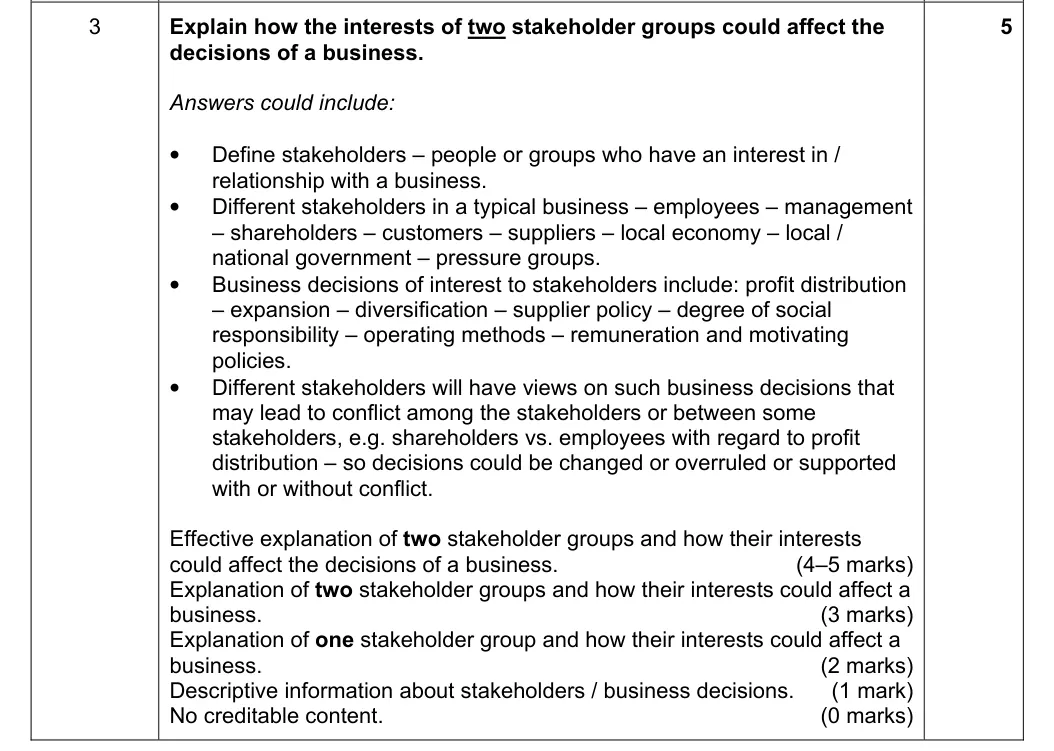 3 Explain how the interests of two stakeholder groups could affect the 5
decisions of a business.
Answers could include:
• Define stakeholders – people or groups who have an interest in /
relationship with a business.
• Different stakeholders in a typical business – employees – management
– shareholders – customers – suppliers – local economy – local /
national government – pressure groups.
• Business decisions of interest to stakeholders include: profit distribution
– expansion – diversification – supplier policy – degree of social
responsibility – operating methods – remuneration and motivating
policies.
• Different stakeholders will have views on such business decisions that
may lead to conflict among the stakeholders or between some
stakeholders, e.g. shareholders vs. employees with regard to profit
distribution – so decisions could be changed or overruled or supported
with or without conflict.
Effective explanation of two stakeholder groups and how their interests
could affect the decisions of a business. (4–5 marks)
Explanation of two stakeholder groups and how their interests could affect a
business. (3 marks)
Explanation of one stakeholder group and how their interests could affect a
business. (2 marks)
Descriptive information about stakeholders / business decisions. (1 mark)
No creditable content. (0 marks)